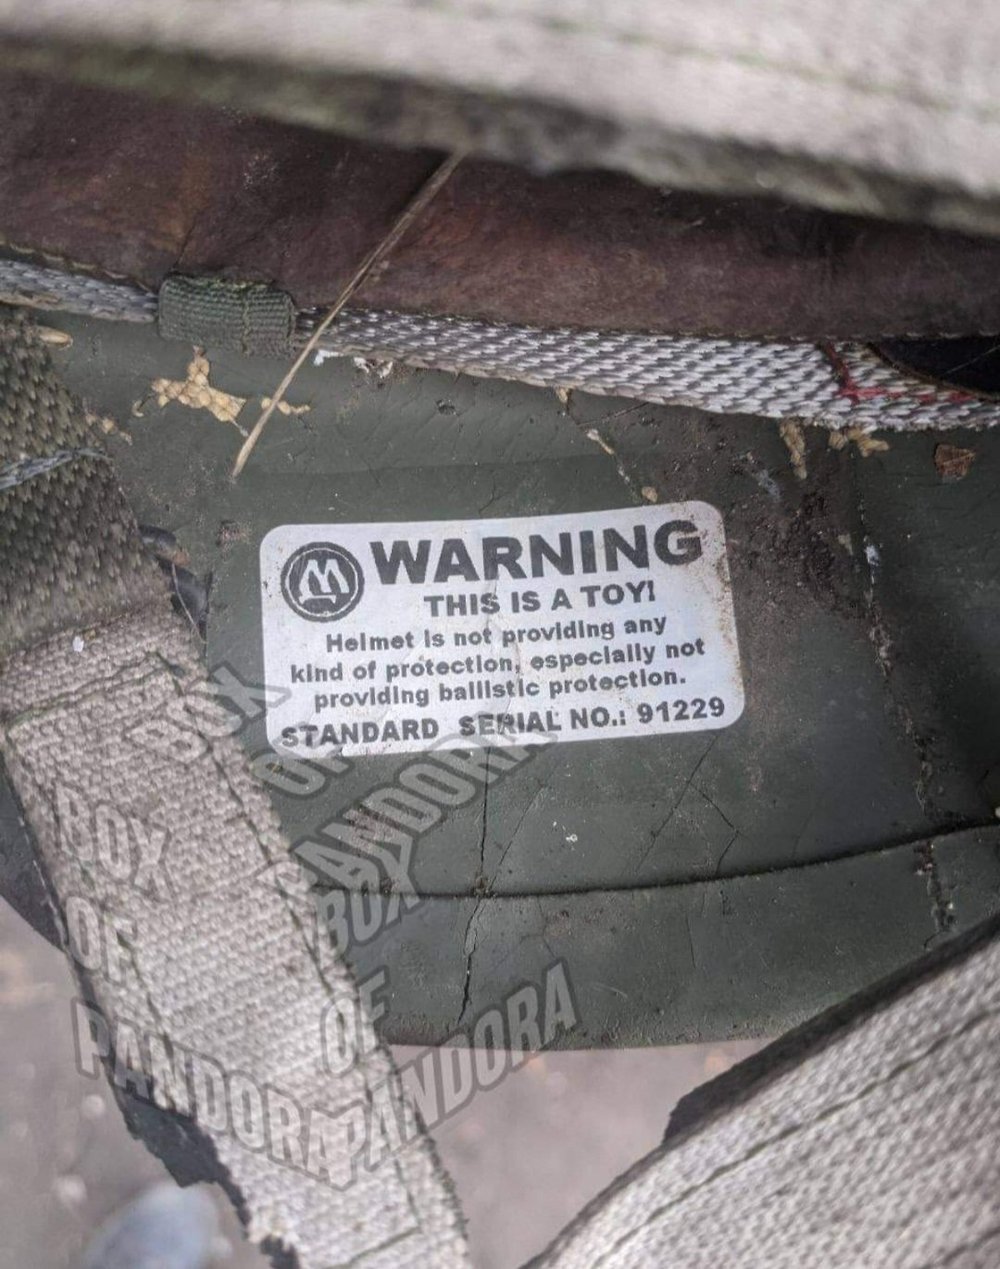 WARNING
THIS IS A TOY!
Helmet is not providing any
kind of protection, especially not
providing ballistic protection.
STANDARD SERIAL NO.: 91229
BOX
OF
PANDORA
BOX
OF
PANDORA
BOX
OF
PANDORA